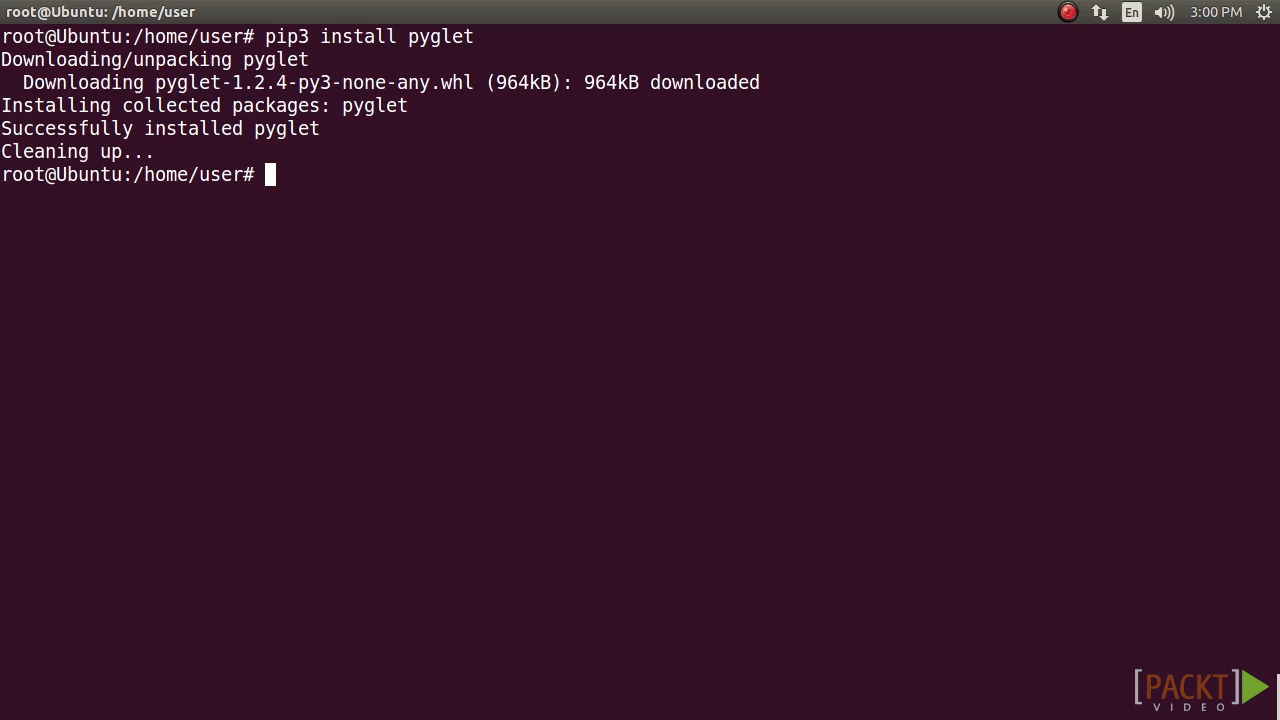 root@Ubuntu: /home/user
En
3:00 PM
root@Ubuntu:/home/user# pip3 install pyglet
Downloading/unpacking pyglet
  Downloading pyglet-1.2.4-py3-none-any.whl (964kB): 964kB downloaded
Installing collected packages: pyglet
Successfully installed pyglet
Cleaning up...
root@Ubuntu:/home/user#
[PACKT]
VIDEO